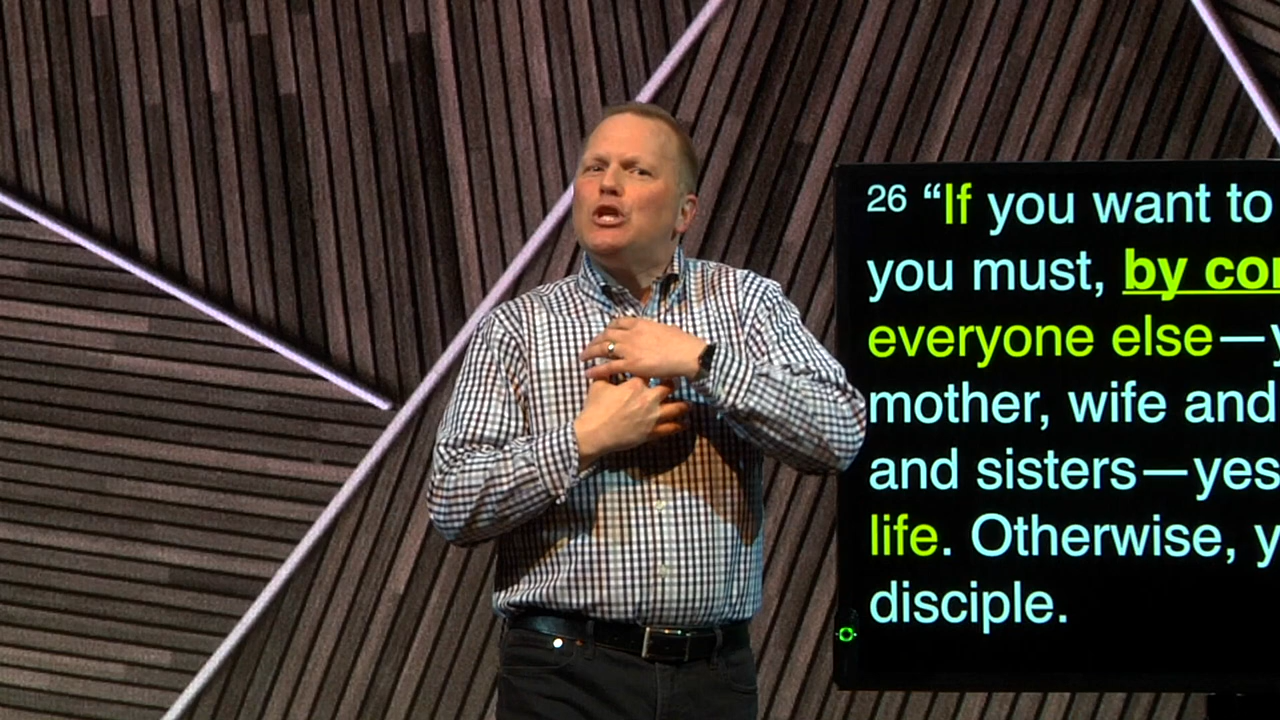 26 “If you want to
you must, by con
everyone else—y
mother, wife and
and sisters—yes
life. Otherwise, y
disciple.